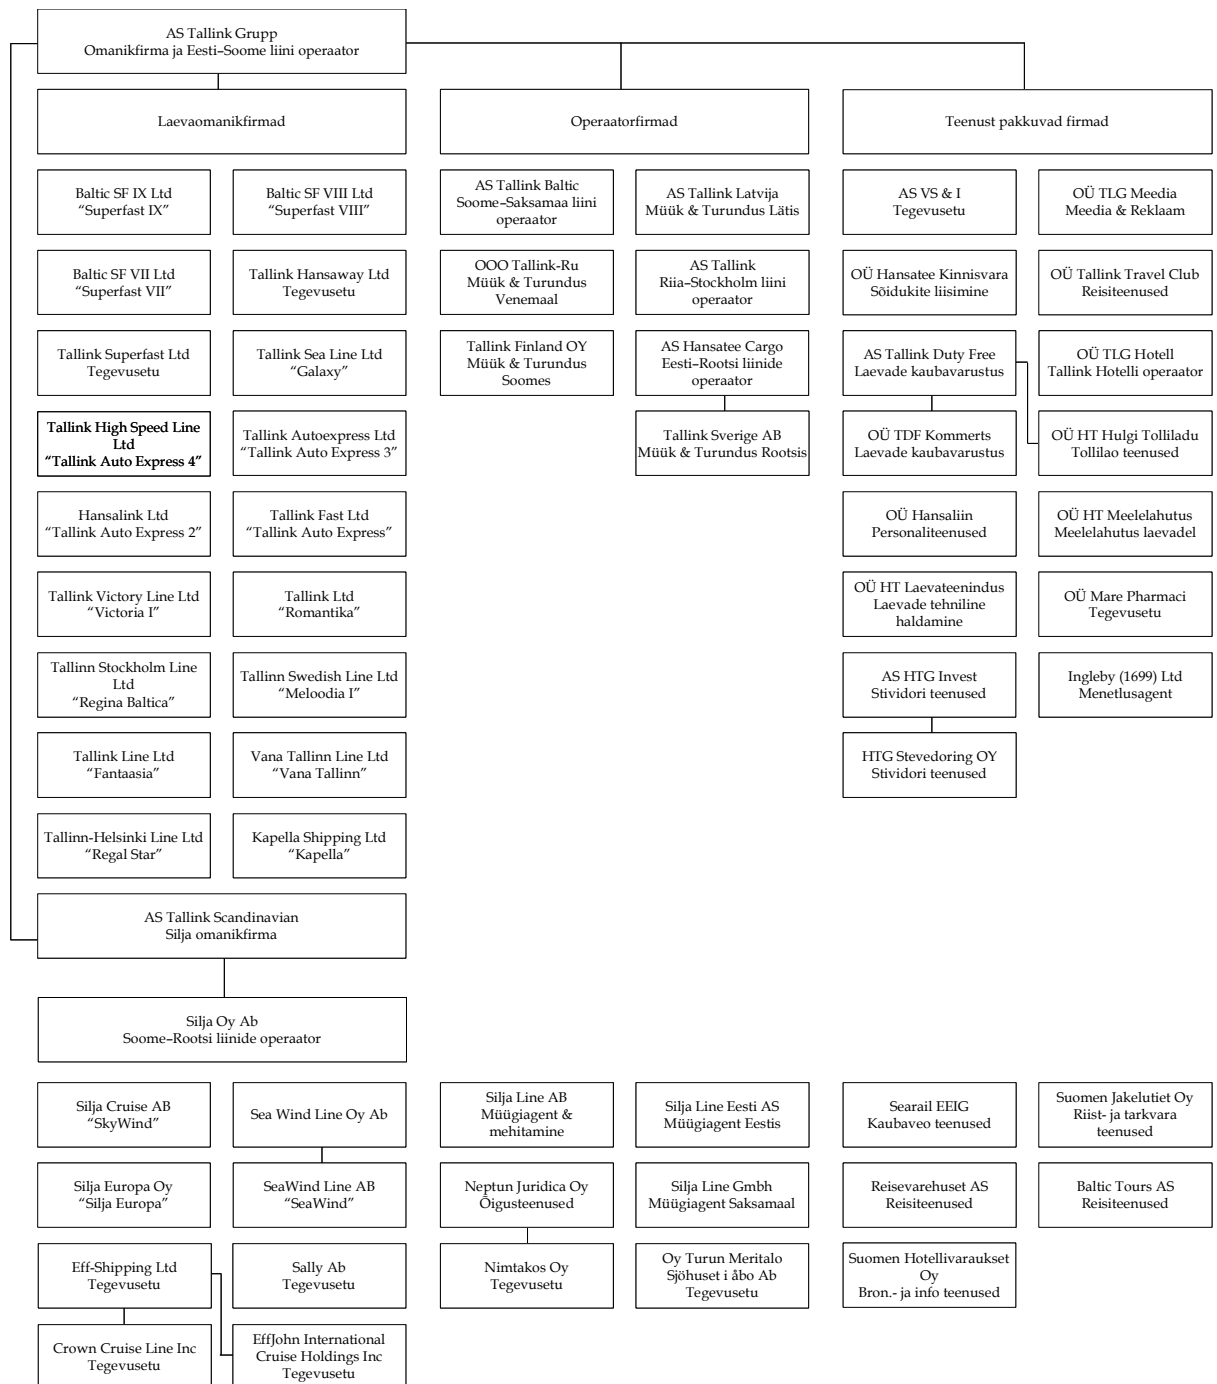 AS Tallink Grupp
Omanikfirma ja Eesti–Soome liini operaator
Laevaomanikfirmad
Operaatorfirmad
Teenust pakkuvad firmad
Baltic SF IX Ltd
“Superfast IX”
Baltic SF VIII Ltd
“Superfast VIII”
AS Tallink Baltic
Soome–Saksamaa liini
operaator
AS Tallink Latvija
Müük & Turundus Lätis
AS VS & I
Tegevusetu
OÜ TLG Meedia
Meedia & Reklaam
Baltic SF VII Ltd
“Superfast VII”
Tallink Hansaway Ltd
Tegevusetu
OOO Tallink-Ru
Müük & Turundus
Venemaal
AS Tallink
Riia–Stockholm liini
operaator
OÜ Hansatee Kinnisvara
Sõidukite liisimine
OÜ Tallink Travel Club
Reisiteenused
Tallink Superfast Ltd
Tegevusetu
Tallink Sea Line Ltd
“Galaxy”
Tallink Finland OY
Müük & Turundus
Soomes
AS Hansatee Cargo
Eesti–Rootsi liinide
operaator
AS Tallink Duty Free
Laevade kaubavarustus
OÜ TLG Hotell
Tallink Hotelli operaator
Tallink High Speed Line
Ltd
“Tallink Auto Express 4”
Tallink Autoexpress Ltd
“Tallink Auto Express 3”
Tallink Sverige AB
Müük & Turundus Rootsis
OÜ TDF Kommerts
Laevade kaubavarustus
OÜ HT Hulgi Tolliladu
Tollilao teenused
Hansalink Ltd
“Tallink Auto Express 2”
Tallink Fast Ltd
“Tallink Auto Express”
OÜ Hansaliin
Personaliteenused
OÜ HT Meelelahutus
Meelelahutus laevadel
Tallink Victory Line Ltd
“Victoria I”
Tallink Ltd
“Romantika”
OÜ HT Laevateenindus
Laevade tehniline
haldamine
OÜ Mare Pharmaci
Tegevusetu
Tallinn Stockholm Line
Ltd
“Regina Baltica”
Tallinn Swedish Line Ltd
“Meloodia I”
AS HTG Invest
Stividori teenused
Ingleby (1699) Ltd
Menetlusagent
Tallink Line Ltd
“Fantaasia”
Vana Tallinn Line Ltd
“Vana Tallinn”
HTG Stevedoring OY
Stividori teenused
Tallinn-Helsinki Line Ltd
“Regal Star”
Kapella Shipping Ltd
“Kapella”
AS Tallink Scandinavian
Silja omanikfirma
Silja Oy Ab
Soome–Rootsi liinide operaator
Silja Cruise AB
“SkyWind”
Sea Wind Line Oy Ab
Silja Line AB
Müügiagent &
mehitamine
Silja Line Eesti AS
Müügiagent Eestis
Searail EEIG
Kaubaveo teenused
Suomen Jakelutiet Oy
Riist- ja tarkvara
teenused
Silja Europa Oy
“Silja Europa”
SeaWind Line AB
“SeaWind”
Neptun Juridica Oy
Õigusteenused
Silja Line Gmbh
Müügiagent Saksamaal
Reisevarehuset AS
Reisiteenused
Baltic Tours AS
Reisiteenused
Eff-Shipping Ltd
Tegevusetu
Sally Ab
Tegevusetu
Nimtakos Oy
Tegevusetu
Oy Turun Meritalo
Sjöhuset i åbo Ab
Tegevusetu
Suomen Hotellivaraukset
Oy
Bron.- ja info teenused
Crown Cruise Line Inc
Tegevusetu
EffJohn International
Cruise Holdings Inc
Tegevusetu